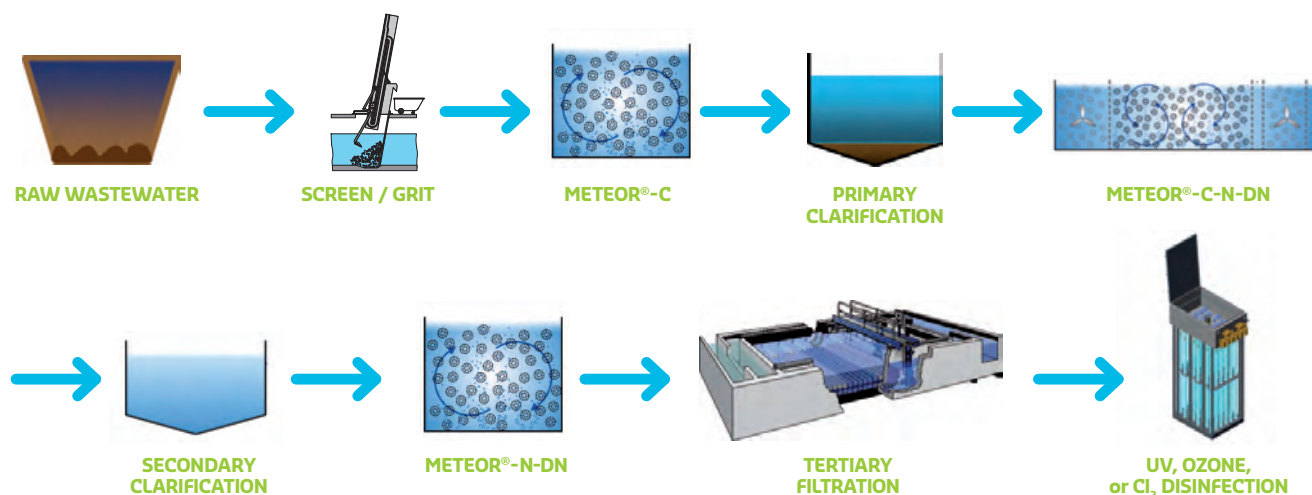 RAW WASTEWATER
SCREEN / GRIT
METEOR®-C
PRIMARY
CLARIFICATION
METEOR®-C-N-DN
SECONDARY
CLARIFICATION
METEOR®-N-DN
TERTIARY
FILTRATION
UV, OZONE,
or Cl₂ DISINFECTION